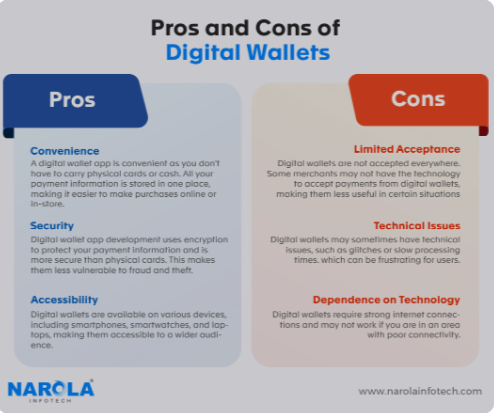 Pros and Cons of
Digital Wallets
Pros
Convenience
A digital wallet app is convenient as you don't
have to carry physical cards or cash. All your
payment information is stored in one place,
making it easier to make purchases online or
in-store.
Security
Digital wallet app development uses encryption
to protect your payment information and is
more secure than physical cards. This makes
them less vulnerable to fraud and theft.
Accessibility
Digital wallets are available on various devices,
including smartphones, smartwatches, and lap-
tops, making them accessible to a wider audi-
ence.
Cons
Limited Acceptance
Digital wallets are not accepted everywhere.
Some merchants may not have the technology
to accept payments from digital wallets,
making them less useful in certain situations
Technical Issues
Digital wallets may sometimes have technical
issues, such as glitches or slow processing
times. which can be frustrating for users.
Dependence on Technology
Digital wallets require strong internet connec-
tions and may not work if you are in an area
with poor connectivity.
NAROLA
INFOTECH
www.narolainfotech.com